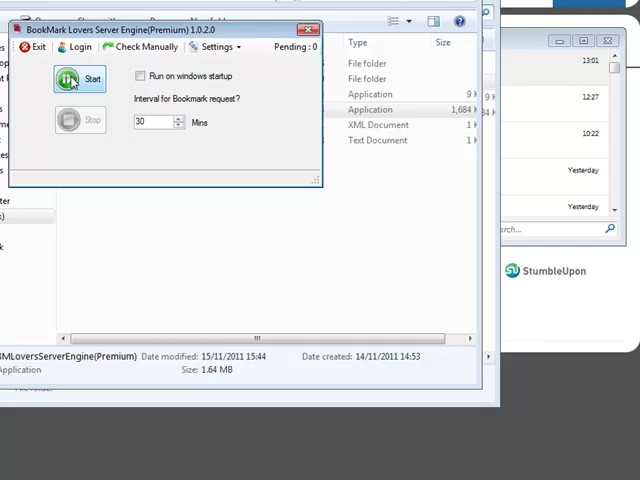 BookMark Lovers Server Engine(Premium) 1.0.2.0
Exit Login Check Manually Settings Pending : 0
Start
Run on windows startup
Interval for Bookmark request?
Stop
30 Mins
Type Size
File folder
File folder
Application 9
Application 1,684
XML Document
Text Document
13:01
12:27
10:22
Yesterday
Yesterday
StumbleUpon
MLoversServerEngine(Premium) Date modified: 15/11/2011 15:44 Date created: 14/11/2011 14:53
Application Size: 1.64 MB